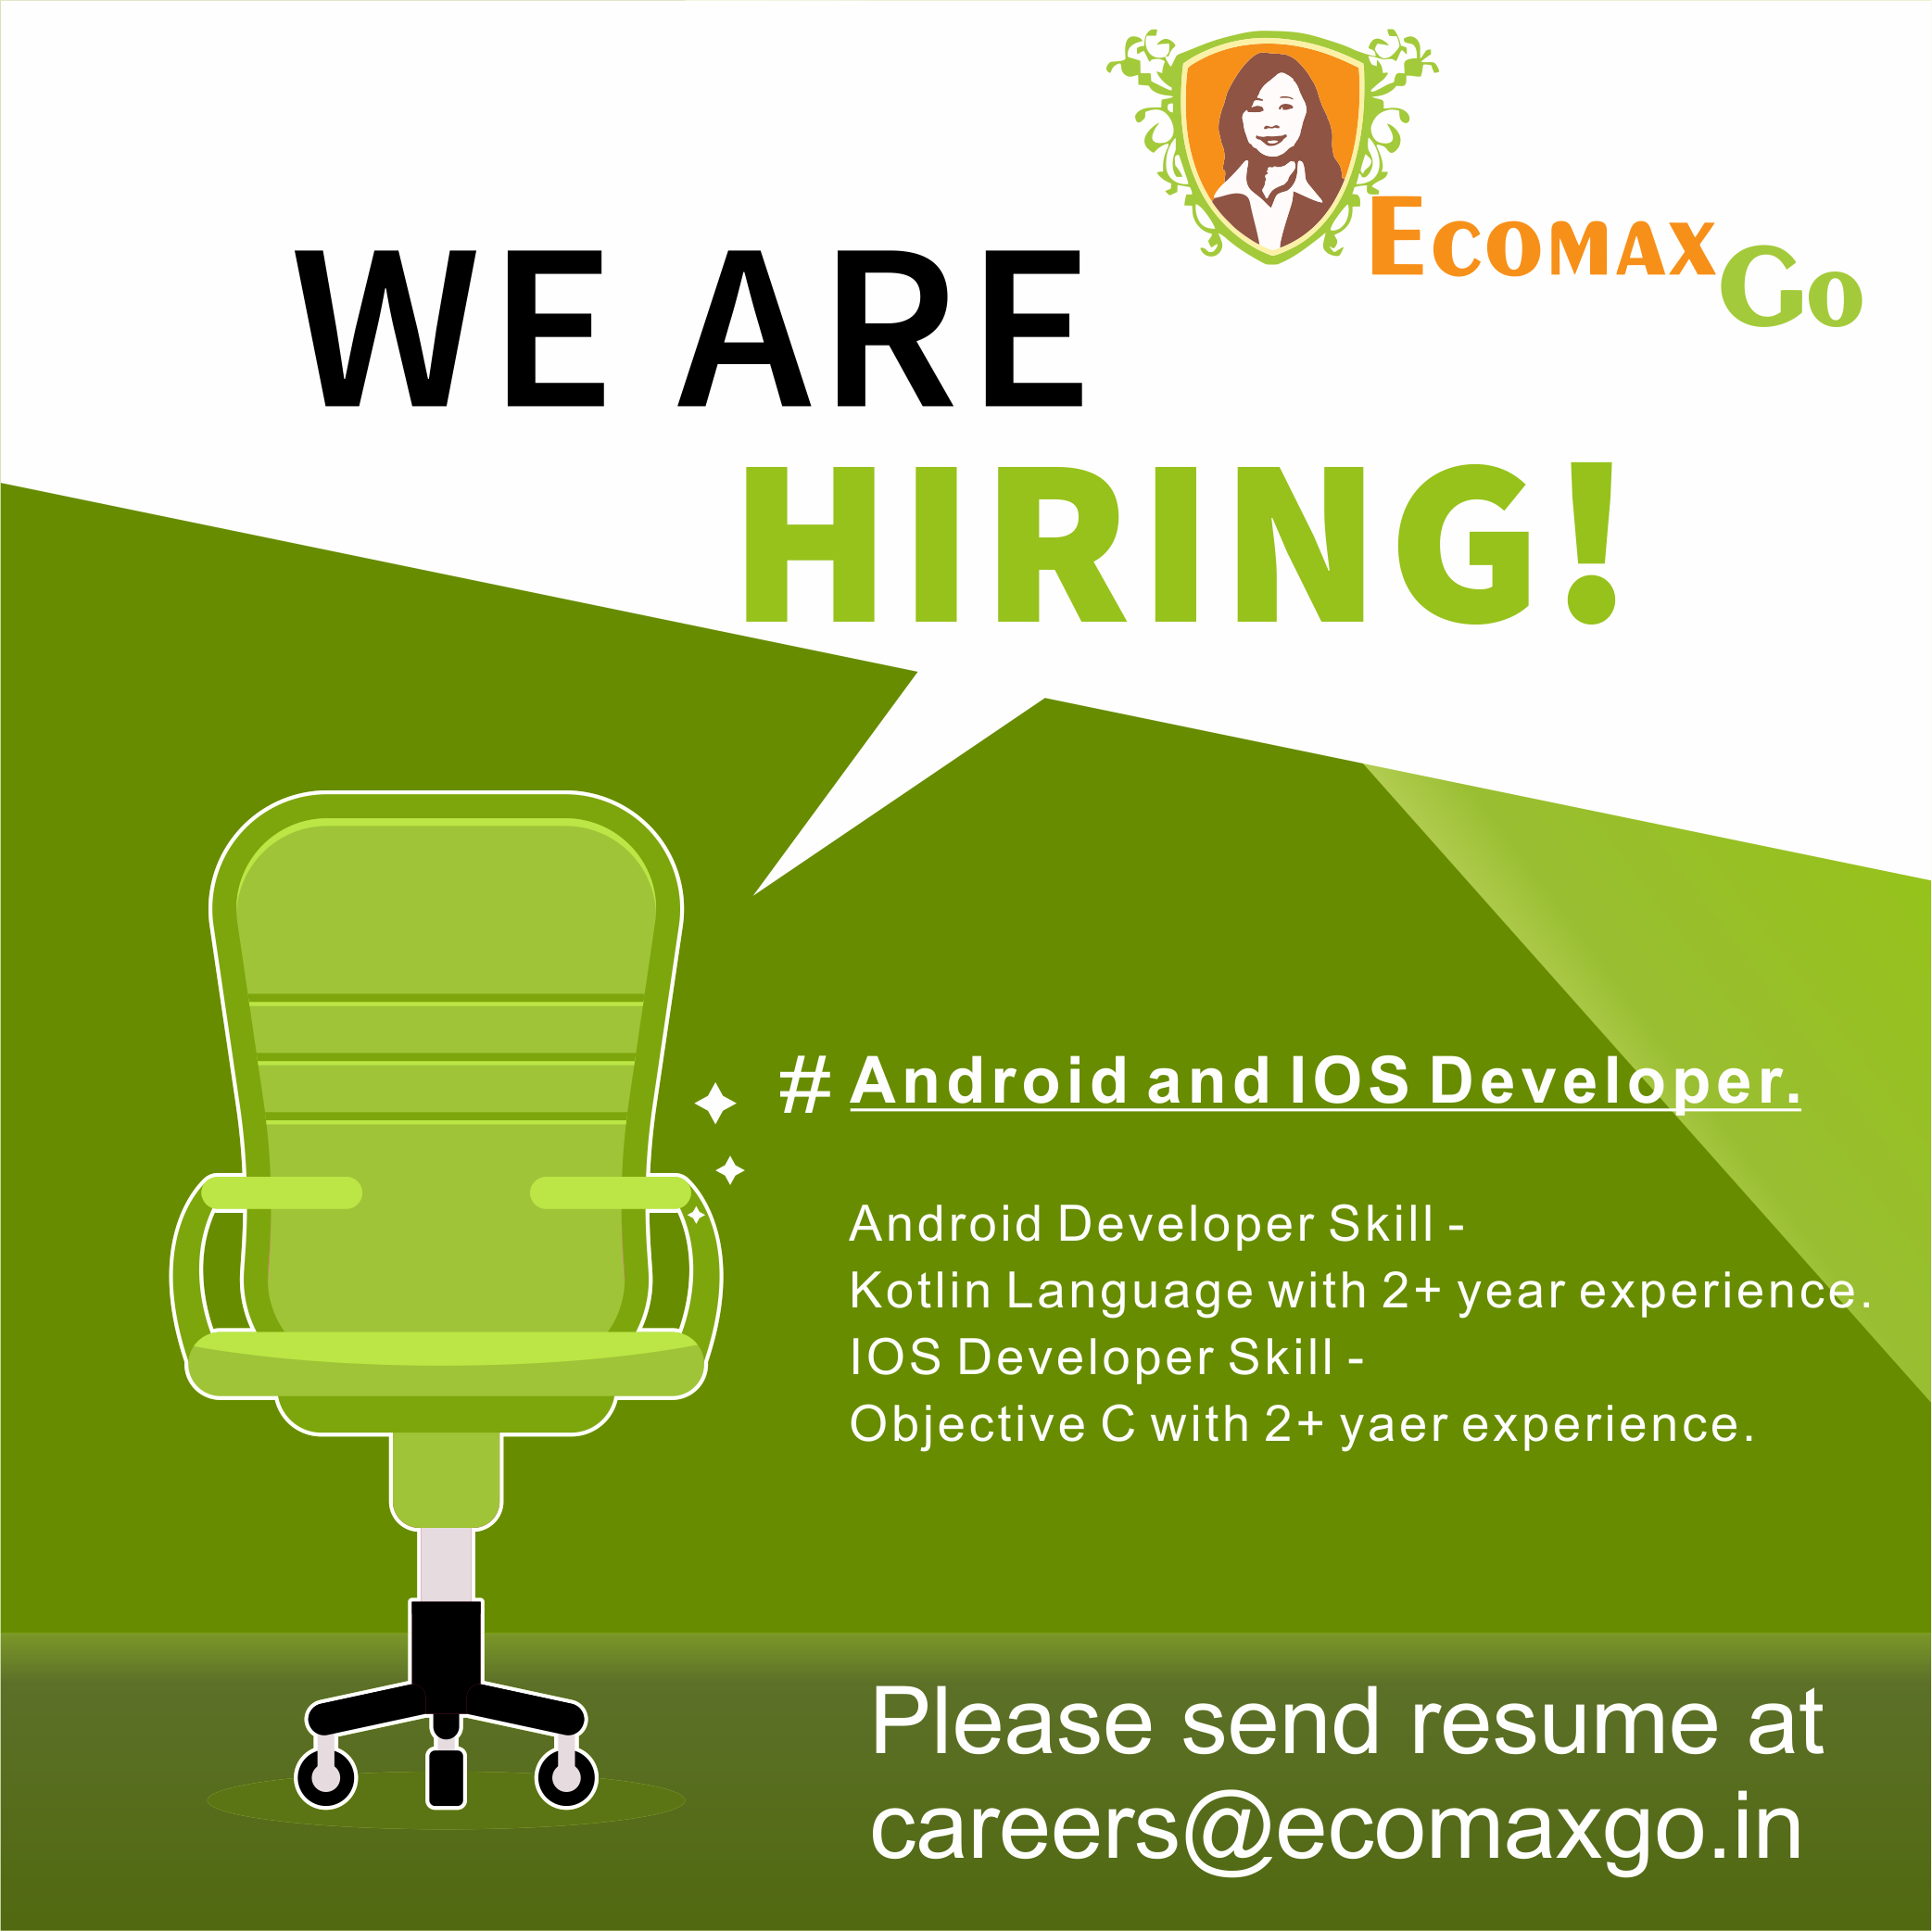 Ecomax
Go
WE ARE
HIRING!
# Android and IOS Developer.
Android Developer Skill -
Kotlin Language with 2+ year experience.
IOS Developer Skill -
Objective C with 2+ yaer experience.
Please send resume at
careers@ecomaxgo.in